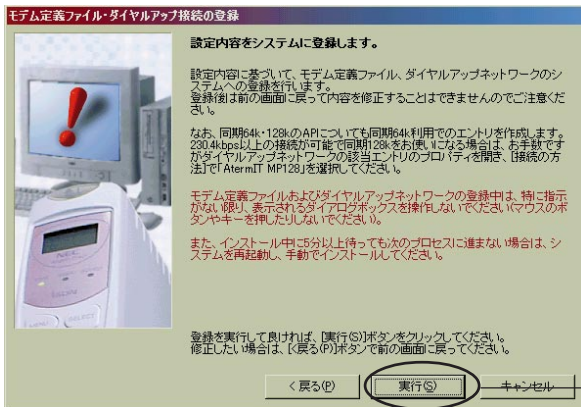 モデム定義ファイル・ダイヤルアップ接続の登録
設定内容をシステムに登録します。
設定内容に基づいて、モデム定義ファイル、ダイヤルアップネットワークのシ
ステムへの登録を行います。
登録後は前の画面に戻って内容を修正することはできませんのでご注意くだ
さい。
なお、同期64k・128kのAPについても同期64k利用でのエントリを作成します。
230.4kbps以上の接続が可能で同期128kをお使いになる場合は、お手数です
がダイヤルアップネットワークの該当エントリのプロパティを開き、[接続の方
法]で「AtermIT MP128」を選択してください。
モデム定義ファイルおよびダイヤルアップネットワークの登録中は、特に指示
がない限り、表示されるダイアログボックスを操作しないでください(マウスのボ
タンやキーを押したりしないでください)。
また、インストール中に5分以上待っても次のプロセスに進まない場合は、シ
ステムを再起動し、手動でインストールしてください。
登録を実行して良ければ、[実行(S)]ボタンをクリックしてください。
修正したい場合は、[<戻る(P)]ボタンで前の画面に戻ってください。
<戻る(P)
実行(S)
キャンセル
NEC
MENU
SELECT